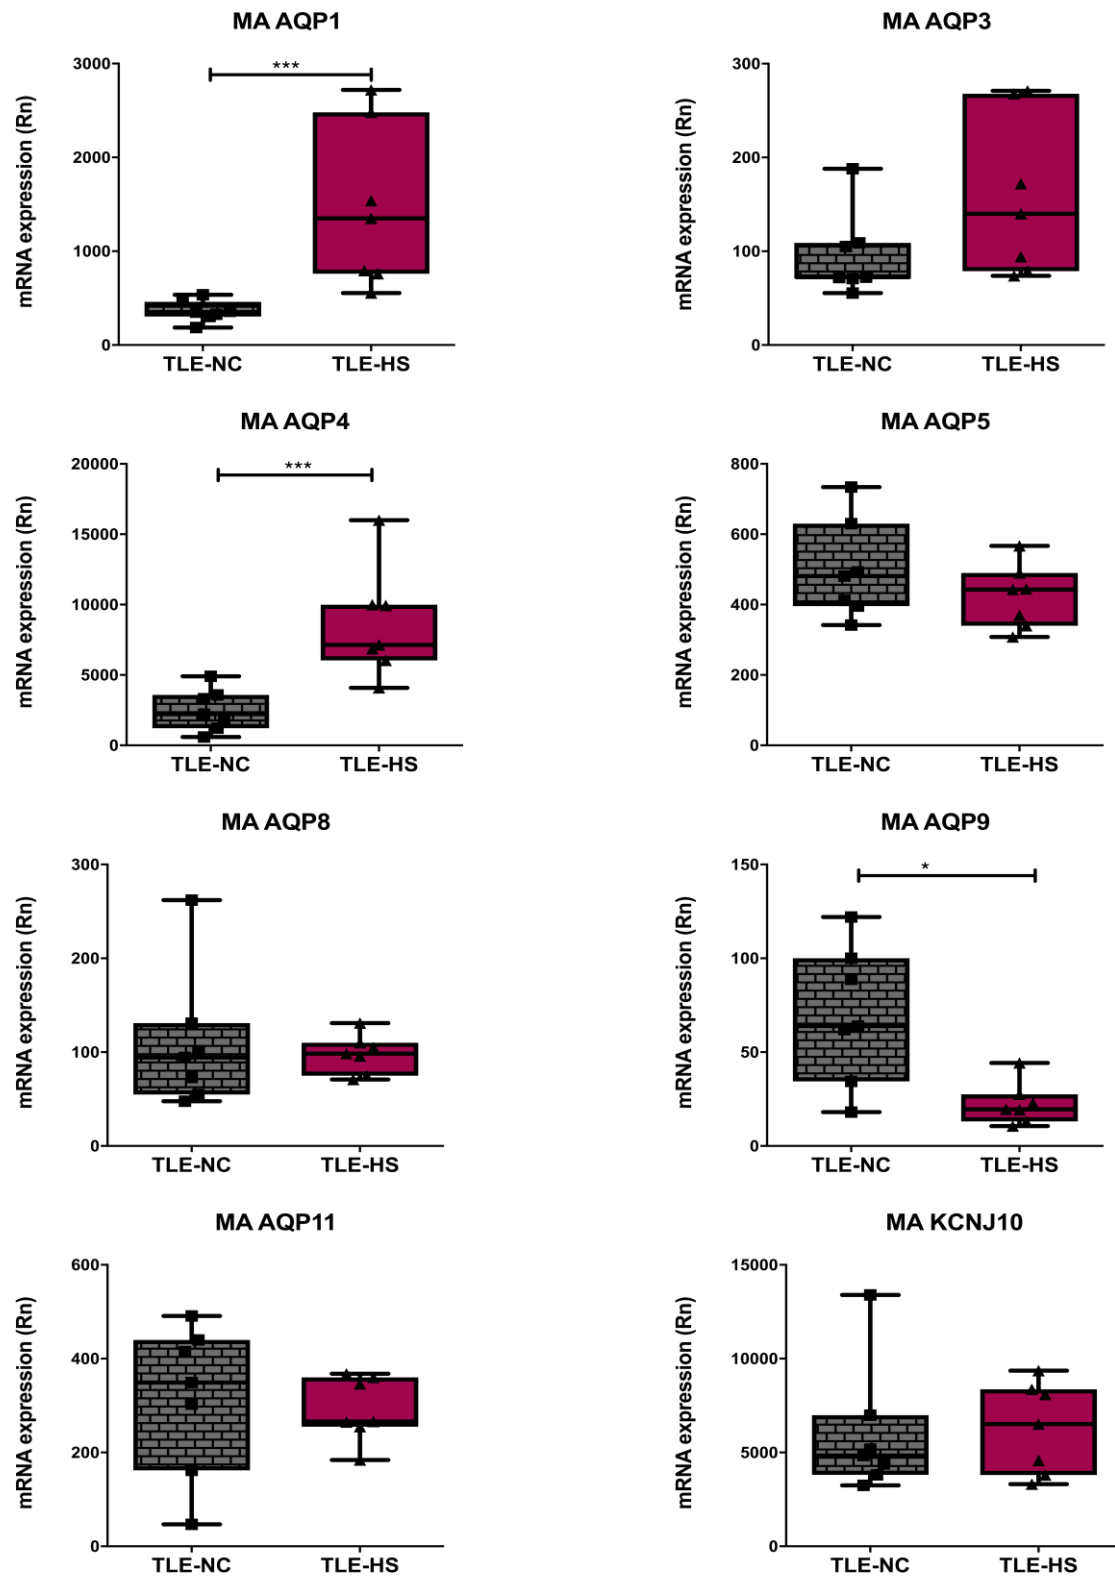 MA AQP1
mRNA expression (Rn)
3000
2000
1000
0
***
TLE-NC
TLE-HS
MA AQP3
mRNA expression (Rn)
300
200
100
0
TLE-NC
TLE-HS
MA AQP4
mRNA expression (Rn)
20000
15000
10000
5000
0
***
TLE-NC
TLE-HS
MA AQP5
mRNA expression (Rn)
800
600
400
200
0
TLE-NC
TLE-HS
MA AQP8
mRNA expression (Rn)
300
200
100
0
TLE-NC
TLE-HS
MA AQP9
mRNA expression (Rn)
150
100
50
0
*
TLE-NC
TLE-HS
MA AQP11
mRNA expression (Rn)
600
400
200
0
TLE-NC
TLE-HS
MA KCNJ10
mRNA expression (Rn)
15000
10000
5000
0
TLE-NC
TLE-HS